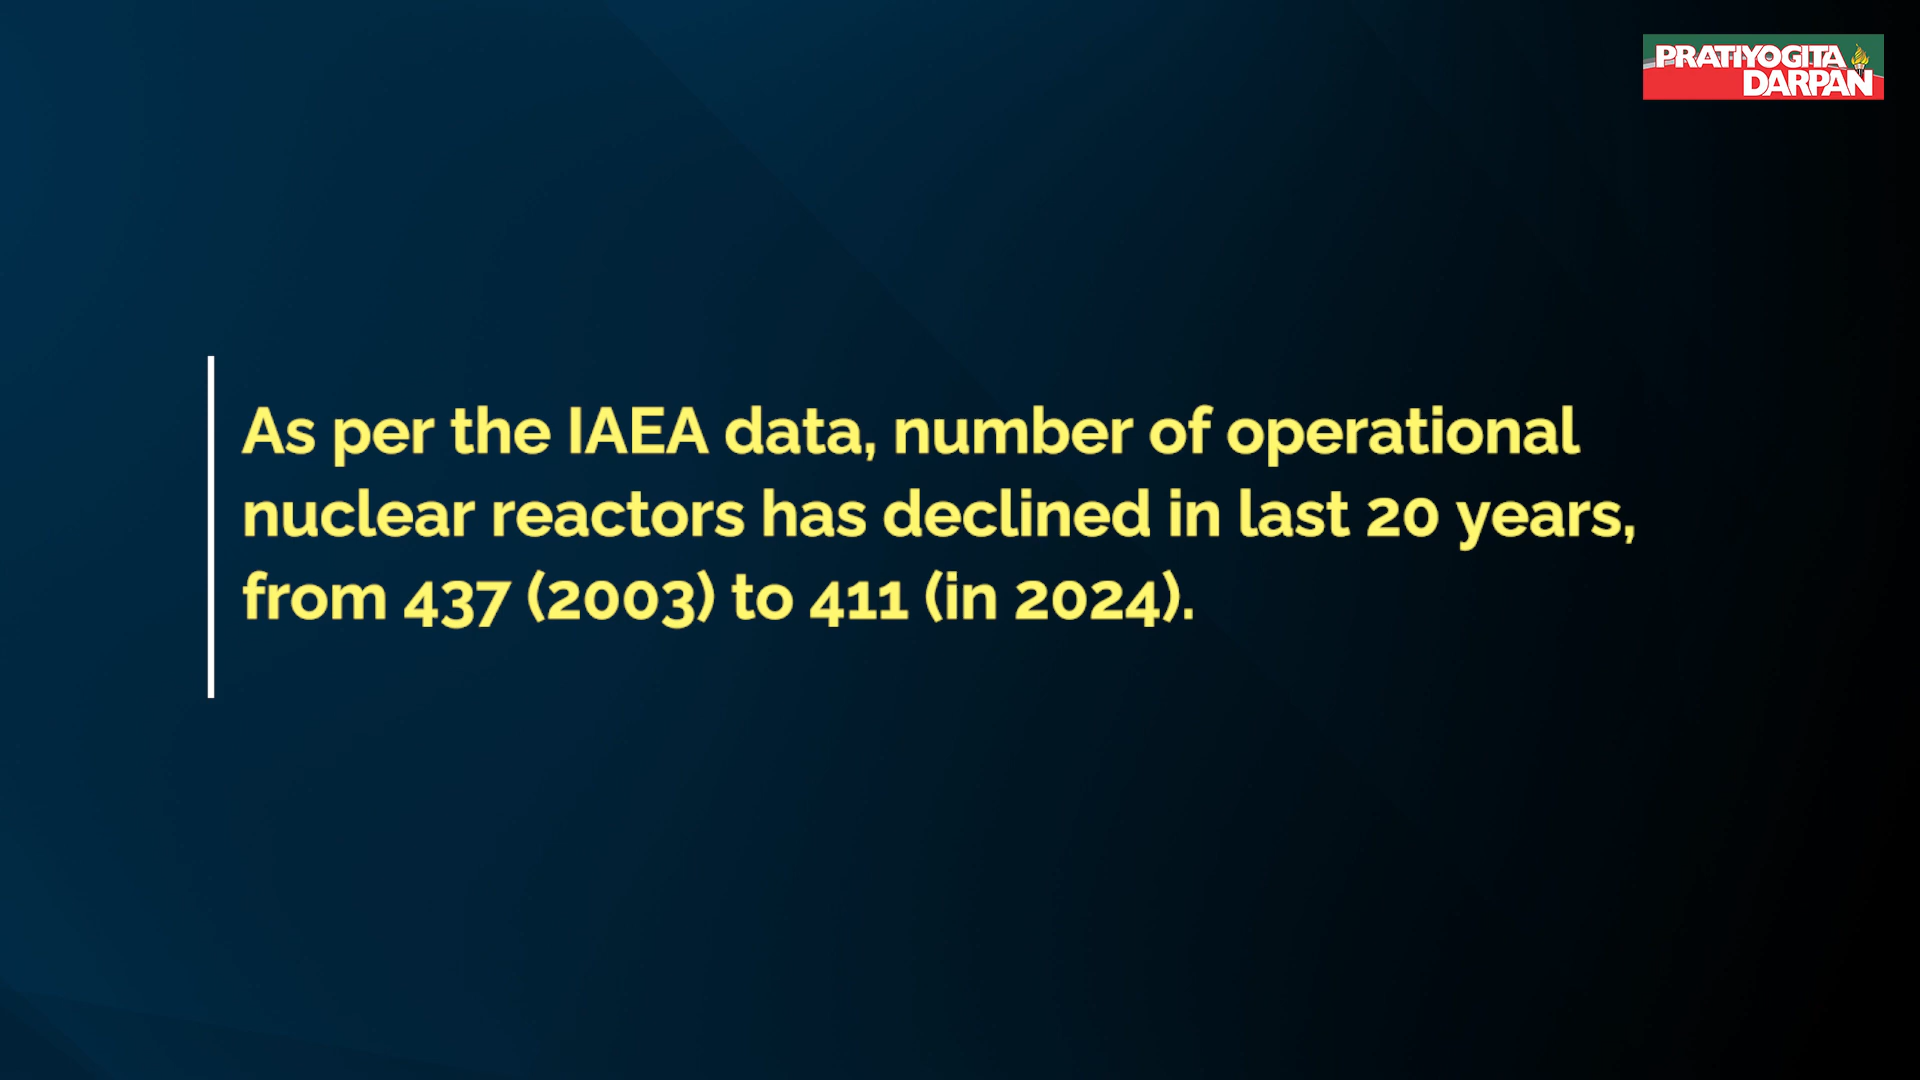 PRATIYOGITA
DARPAN
As per the IAEA data, number of operational
nuclear reactors has declined in last 20 years,
from 437 (2003) to 411 (in 2024).